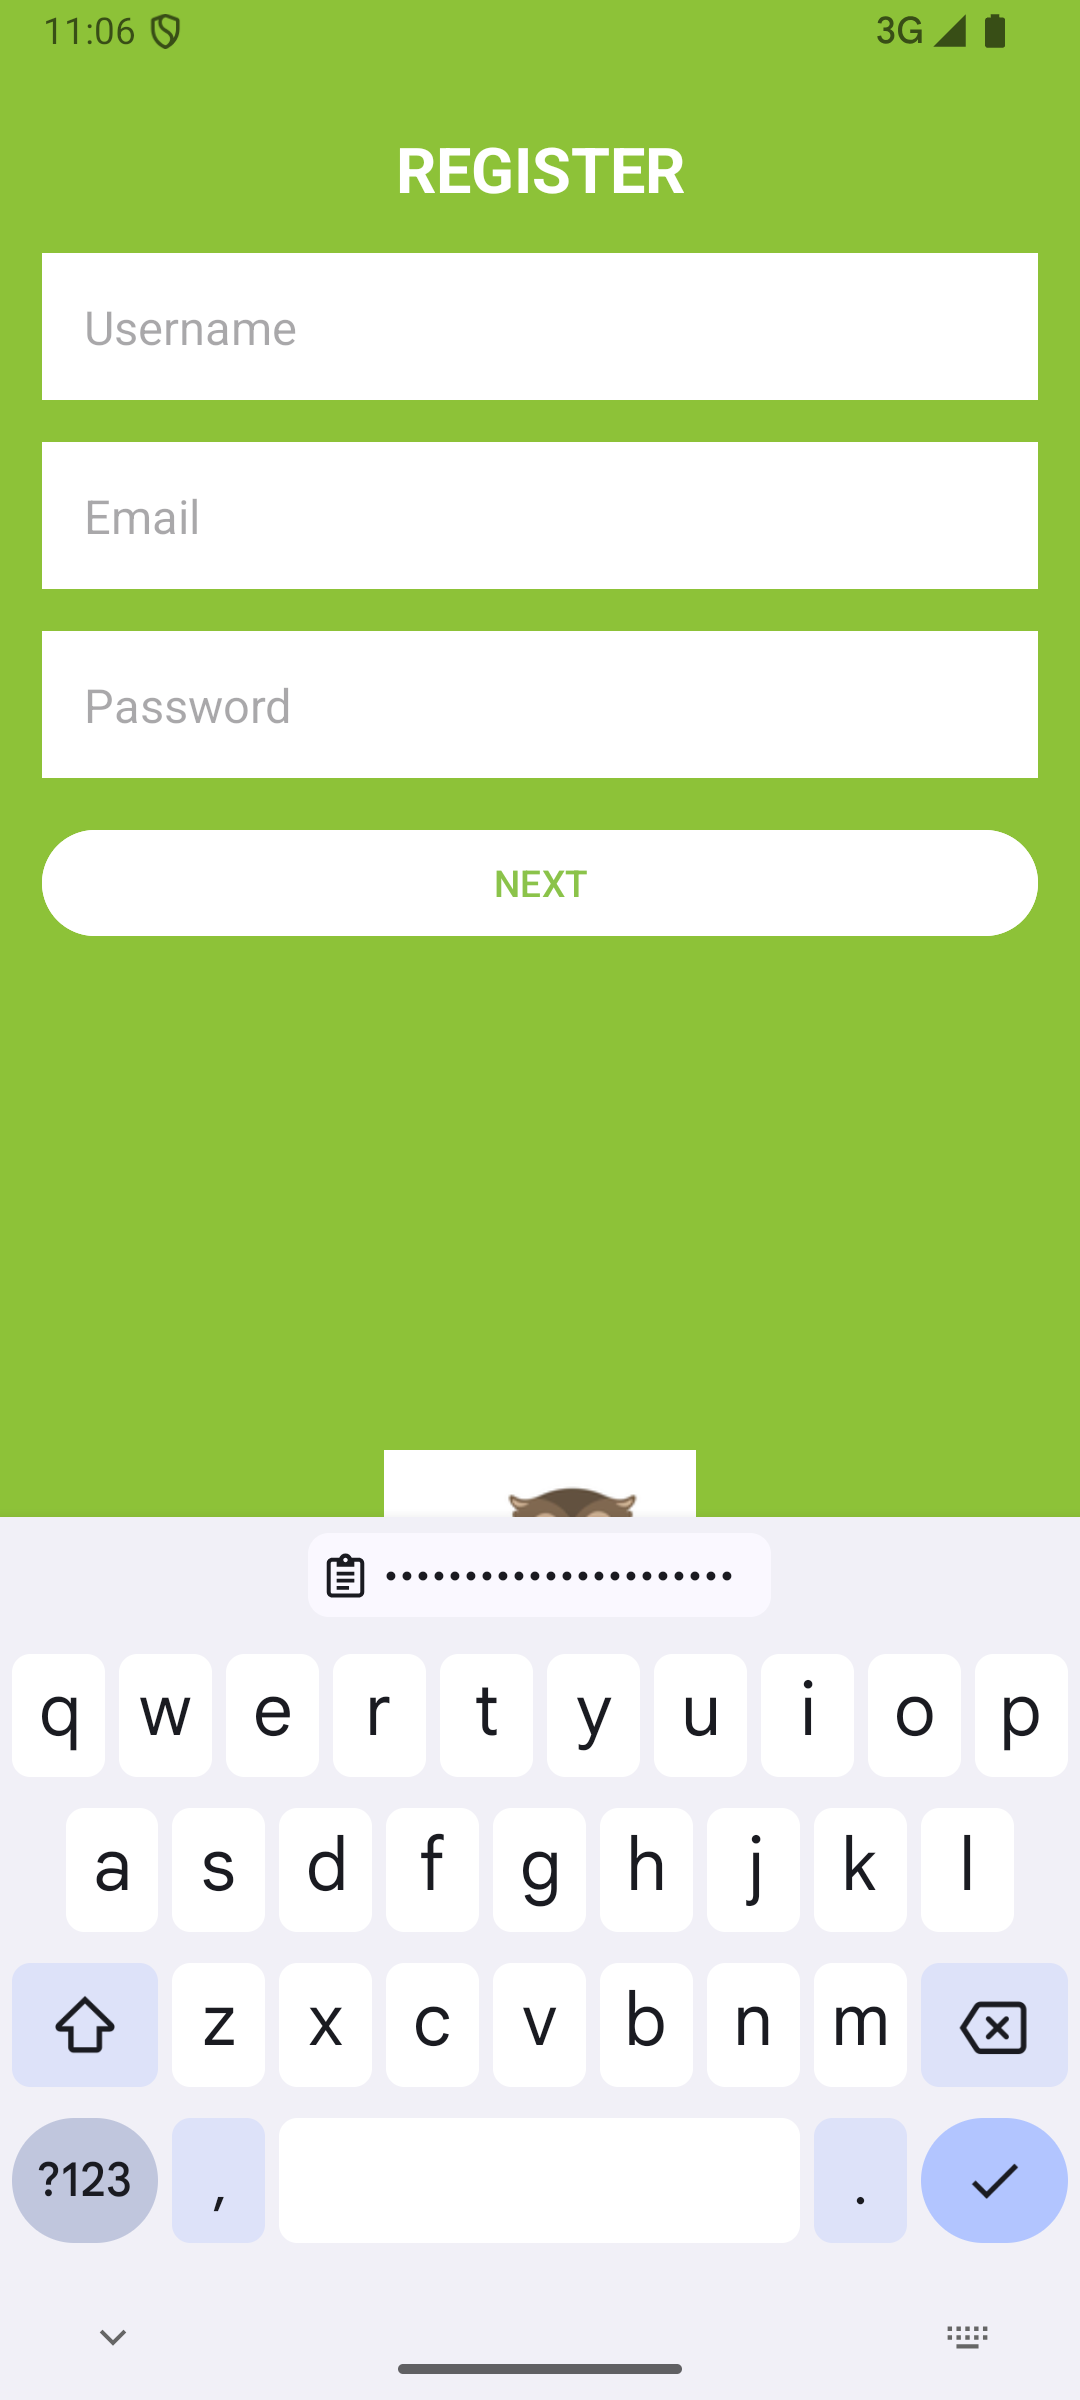 11:06 3G
REGISTER
Username
Email
Password
NEXT
••••••••••••••••••••••
q w e r t y u i o p
a s d f g h j k l
z x c v b n m
?123 , .